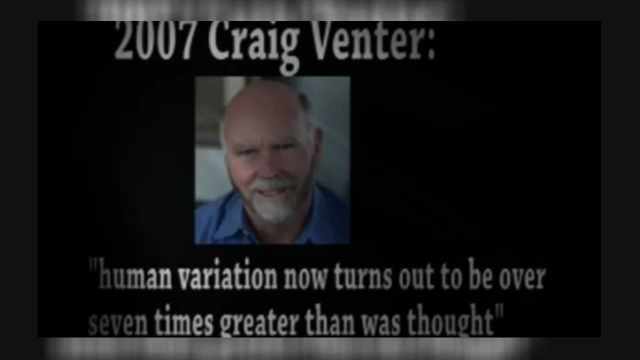 2007 Craig Venter:
"human variation now turns out to be over
seven times greater than was thought"